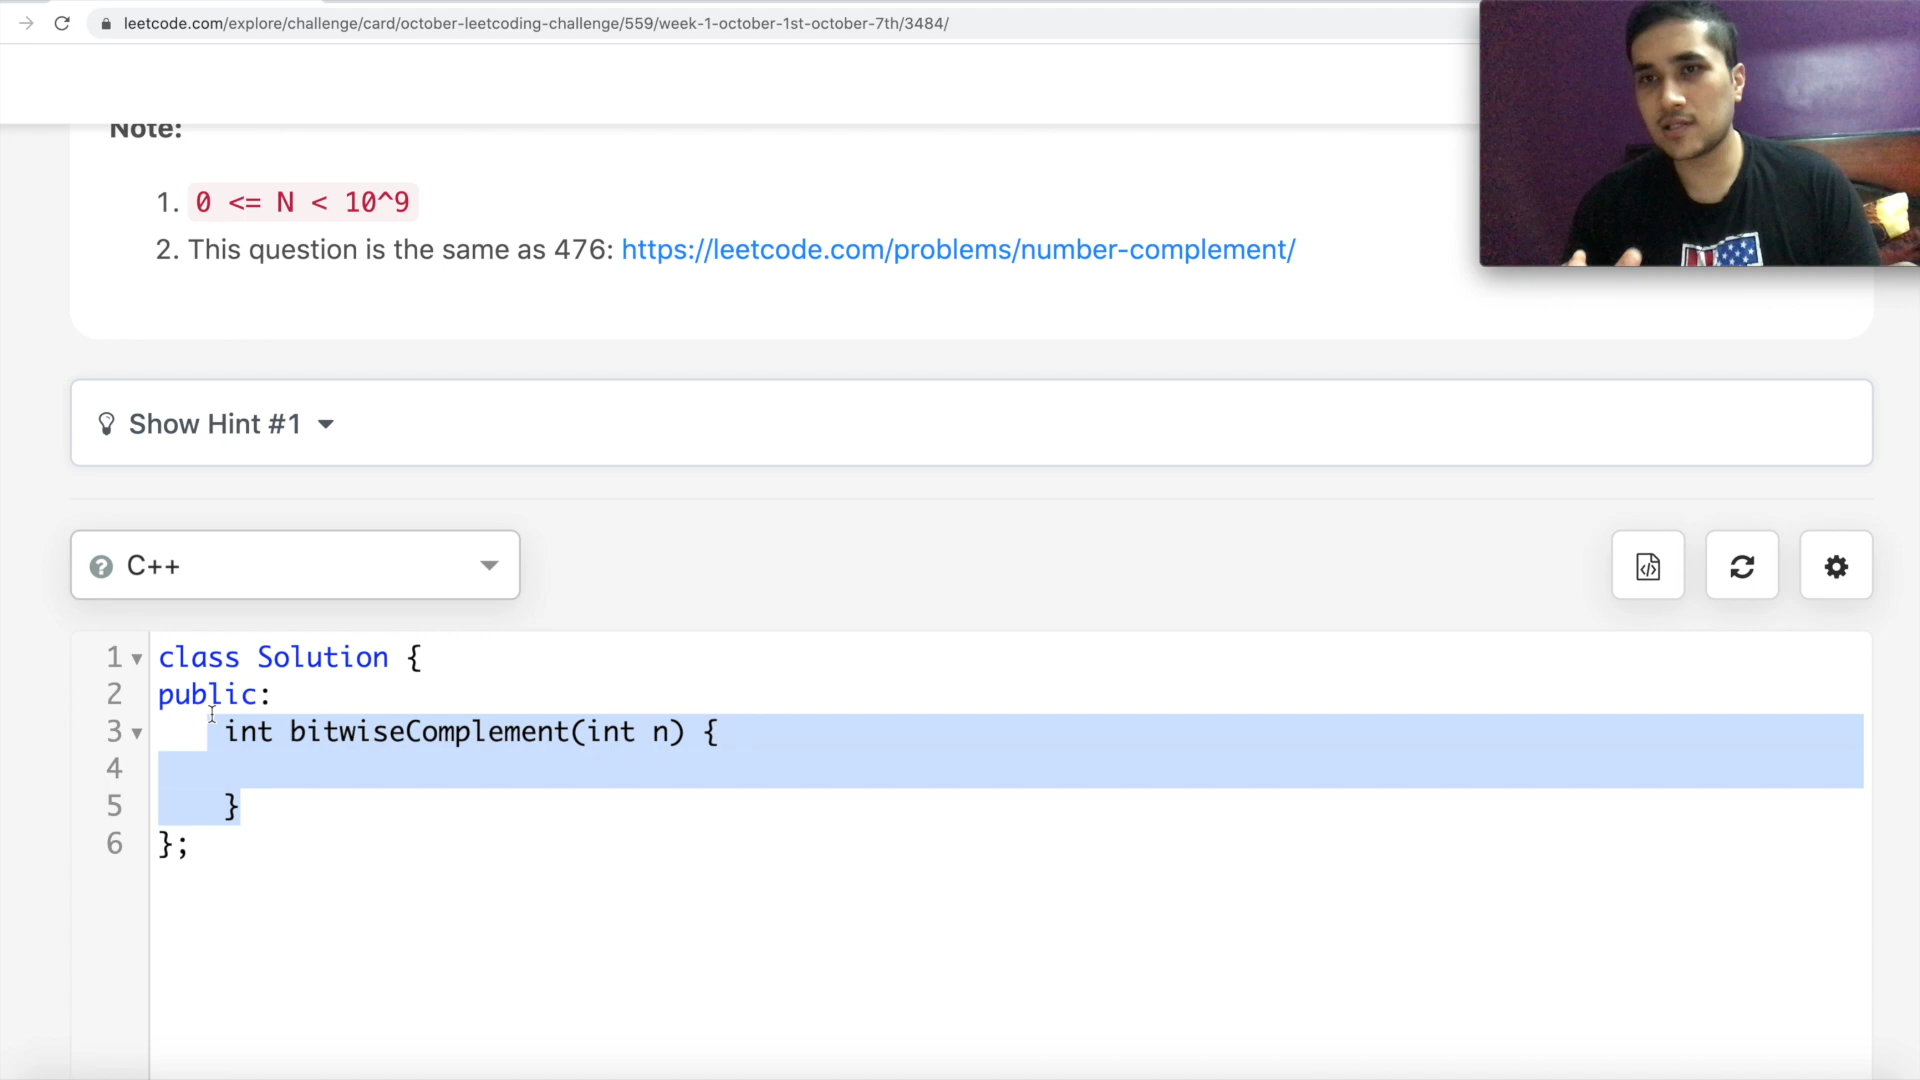 leetcode.com/explore/challenge/card/october-leetcoding-challenge/559/week-1-october-1st-october-7th/3484/
Note:
1. 0 <= N < 10^9
2. This question is the same as 476: https://leetcode.com/problems/number-complement/
Show Hint #1
C++
1 class Solution {
2 public:
3 int bitwiseComplement(int n) {
4
5 }
6 };